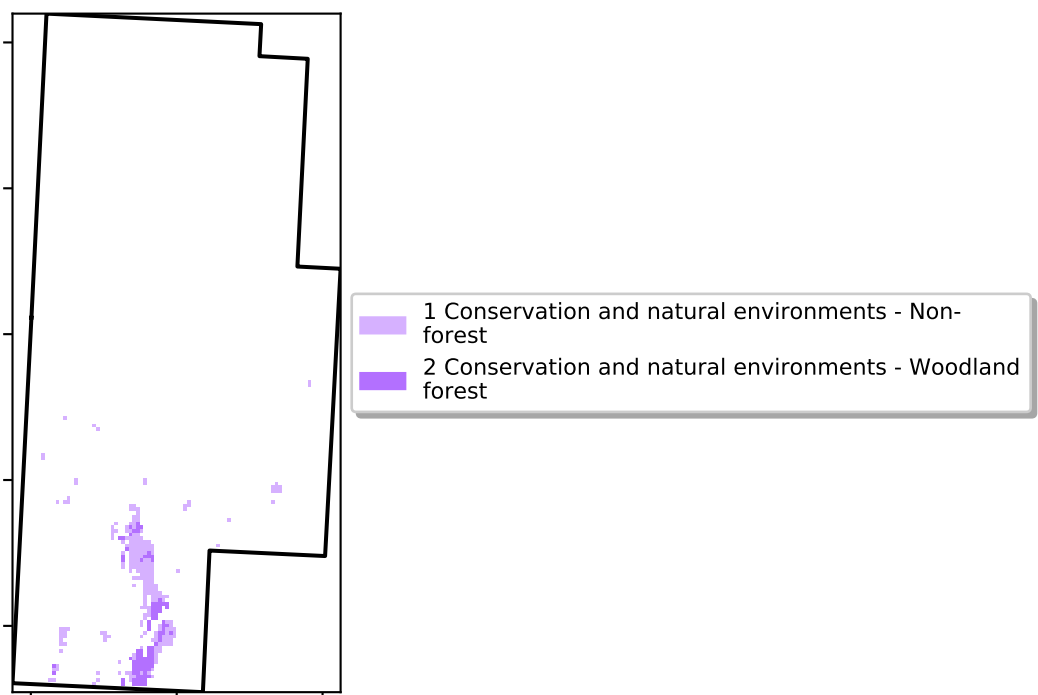 1 Conservation and natural environments - Non-
forest
2 Conservation and natural environments - Woodland
forest